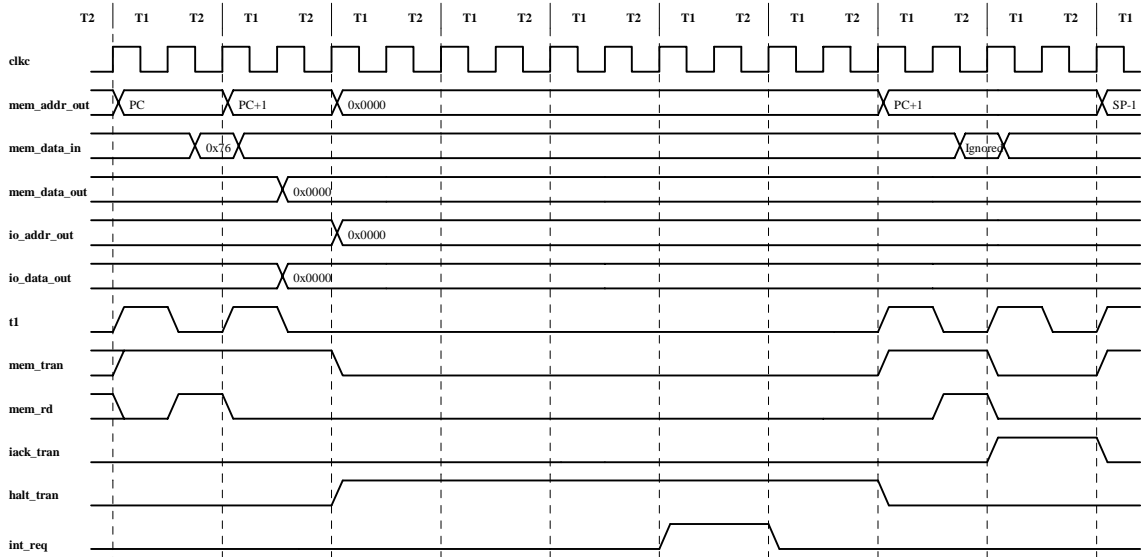 T2 T1 T2 T1 T2 T1 T2 T1 T2 T1 T2 T1 T2 T1 T2 T1 T2 T1 T2 T1
clkc
mem_addr_out PC PC+1 0x0000 PC+1 SP-1
mem_data_in 0x76 Ignored
mem_data_out 0x0000
io_addr_out 0x0000
io_data_out 0x0000
t1
mem_tran
mem_rd
iack_tran
halt_tran
int_req